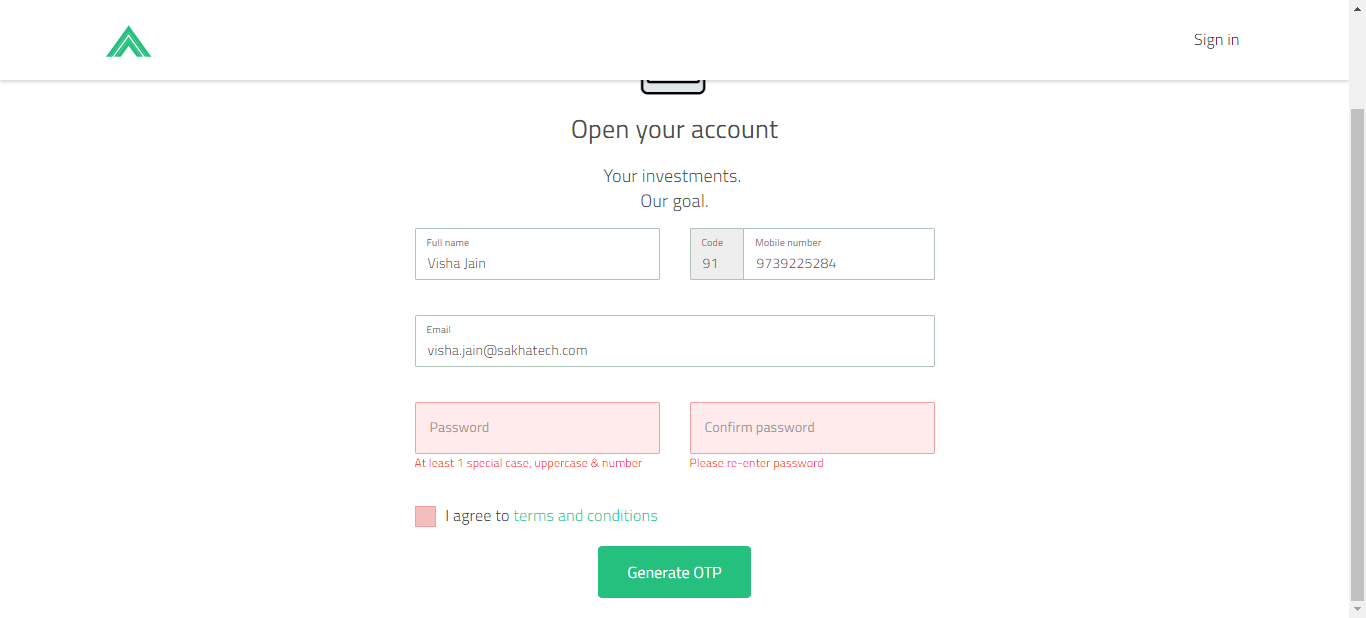 Sign in
Open your account
Your investments.
Our goal.
Full name
Visha Jain
Code
91
Mobile number
9739225284
Email
visha.jain@sakhatech.com
Password
At least 1 special case, uppercase & number
Confirm password
Please re-enter password
I agree to terms and conditions
Generate OTP